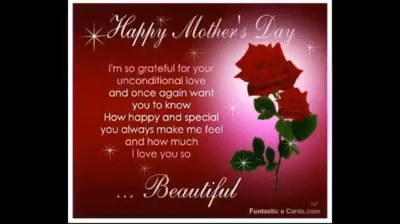 Happy Mother's Day
I'm so grateful for your
unconditional love
and once again want
you to know
How happy and special
you always make me feel
and how much
I love you so
... Beautiful
Funtastic e Cards.com